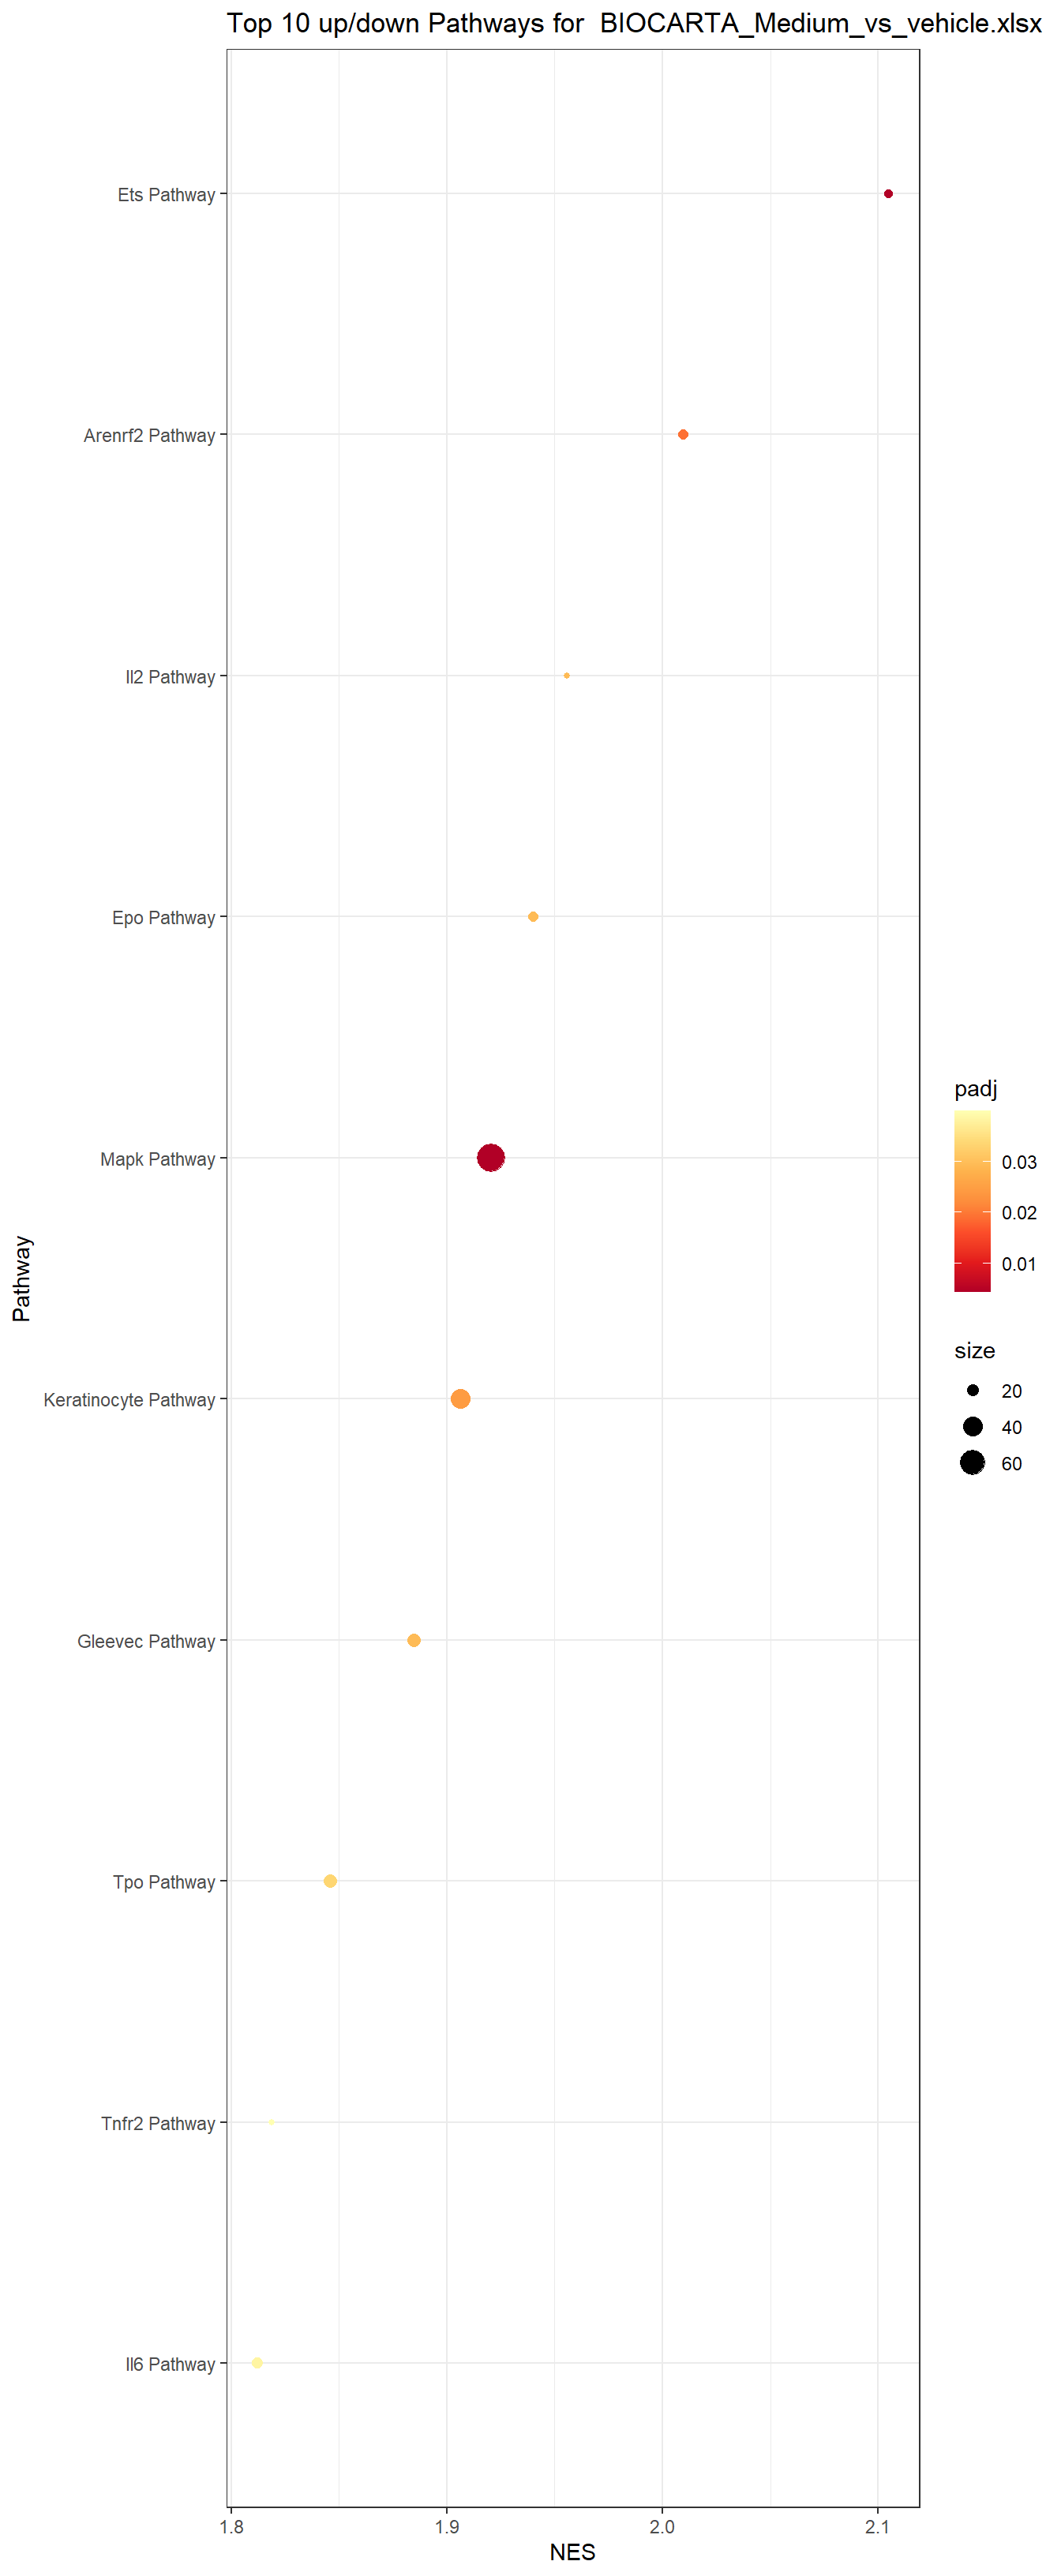 Top 10 up/down Pathways for  BIOCARTA_Medium_vs_vehicle.xlsx
Ets Pathway
Arenrf2 Pathway
Il2 Pathway
Epo Pathway
Mapk Pathway
Keratinocyte Pathway
Gleevec Pathway
Tpo Pathway
Tnfr2 Pathway
Il6 Pathway
Pathway
1.8
1.9
2.0
2.1
NES
padj
0.03
0.02
0.01
size
20
40
60